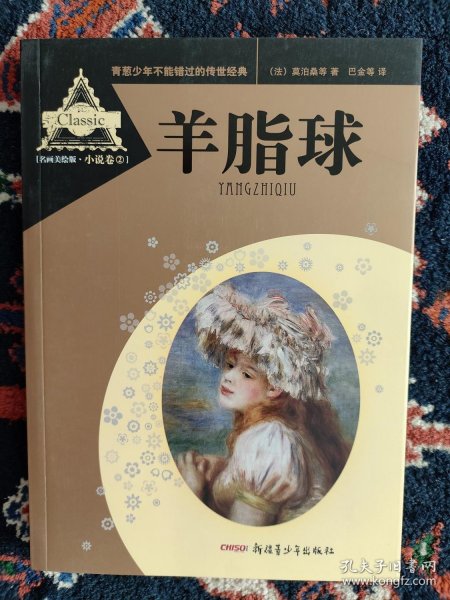 青葱少年不能错过的传世经典 （法）莫泊桑等 著 巴金等 译
Classic
[名画美绘版·小说卷②]
羊脂球
YANGZHIQIU
CHISO 新疆青少年出版社
孔夫子旧书网
www.kongfz.com